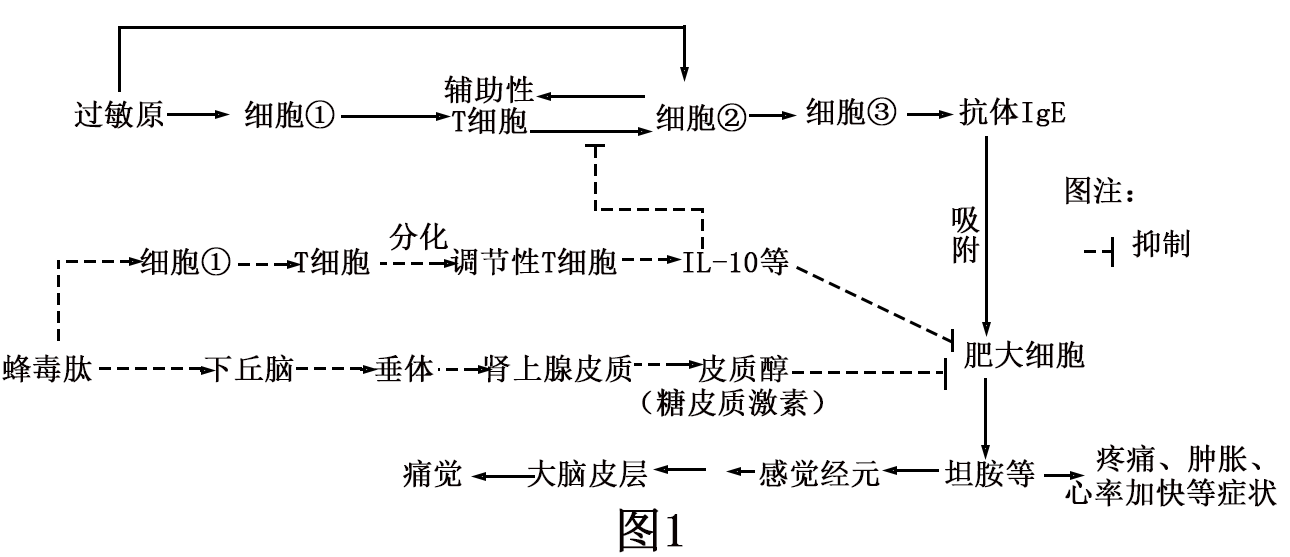 辅助性
过敏原 细胞① T细胞 细胞② 细胞③ 抗体IgE
吸附
图注：
抑制
分化
细胞① T细胞 调节性T细胞 IL-10等
蜂毒肽 下丘脑 垂体 肾上腺皮质 皮质醇 肥大细胞
（糖皮质激素）
痛觉 大脑皮层 感觉经元 坦胺等 疼痛、肿胀、
心率加快等症状
图1